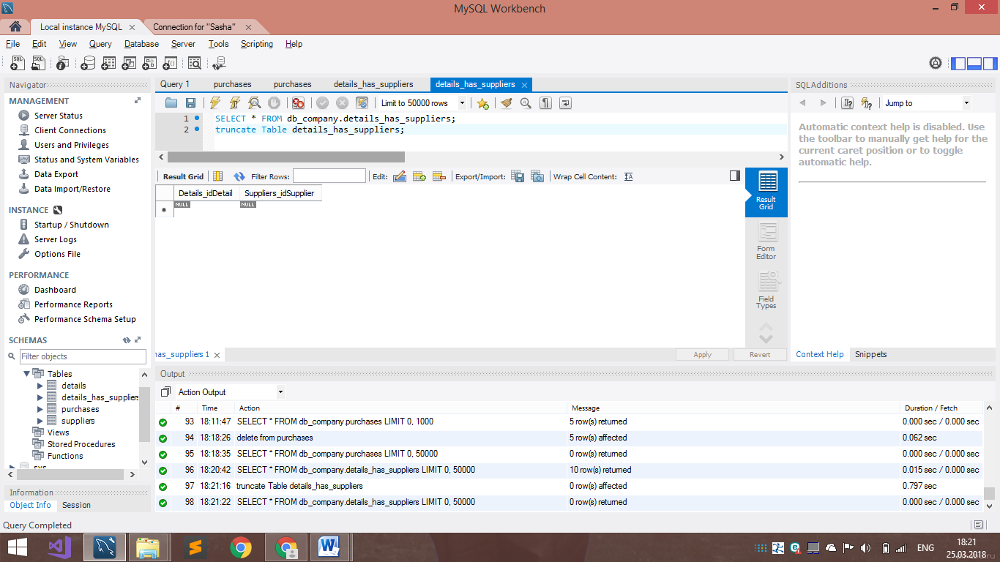 MySQL Workbench
Local instance MySQL
Connection for "Sasha"
File Edit View Query Database Server Tools Scripting Help
Navigator
MANAGEMENT
Server Status
Client Connections
Users and Privileges
Status and System Variables
Data Export
Data Import/Restore
INSTANCE
Startup / Shutdown
Server Logs
Options File
PERFORMANCE
Dashboard
Performance Reports
Performance Schema Setup
SCHEMAS
Filter objects
Tables
details
details_has_suppliers
purchases
suppliers
Views
Stored Procedures
Functions
sys
Information
Object Info Session
Query Completed
Query 1 purchases purchases details_has_suppliers details_has_suppliers
Limit to 50000 rows
1 SELECT * FROM db_company.details_has_suppliers;
2 truncate Table details_has_suppliers;
Result Grid Filter Rows: Edit: Export/Import: Wrap Cell Content:
Details_idDetail Suppliers_idSupplier
NULL NULL
Result Grid
Form Editor
Field Types
has_suppliers 1
Apply Revert
SQLAdditions
Jump to
Automatic context help is disabled. Use
the toolbar to manually get help for the
current caret position or to toggle
automatic help.
Context Help Snippets
Output
Action Output
# Time Action Message Duration / Fetch
93 18:11:47 SELECT * FROM db_company.purchases LIMIT 0, 1000 5 row(s) returned 0.000 sec / 0.000 sec
94 18:18:26 delete from purchases 5 row(s) affected 0.062 sec
95 18:18:35 SELECT * FROM db_company.purchases LIMIT 0, 50000 0 row(s) returned 0.000 sec / 0.000 sec
96 18:20:42 SELECT * FROM db_company.details_has_suppliers LIMIT 0, 50000 10 row(s) returned 0.015 sec / 0.000 sec
97 18:21:16 truncate Table details_has_suppliers 0 row(s) affected 0.797 sec
98 18:21:22 SELECT * FROM db_company.details_has_suppliers LIMIT 0, 50000 0 row(s) returned 0.000 sec / 0.000 sec
ENG
18:21
25.03.2018